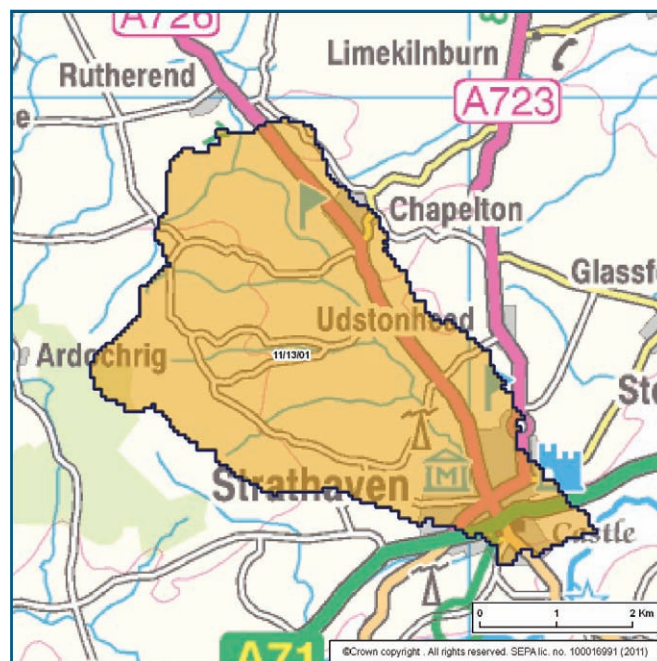 A726
Limekilnburn
Rutherend
A723
Chapelton
Glassf
Udstonhead
Ardochrig
11/13/01
Sto
Strathaven
M
Castle
0 1 2 Km
A71
©Crown copyright . All rights reserved. SEPA lic. no. 100016991 (2011)